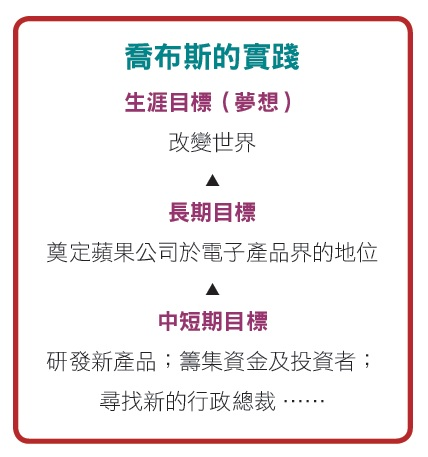 喬布斯的實踐
生涯目標（夢想）
改變世界
▲
長期目標
奠定蘋果公司於電子產品界的地位
▲
中短期目標
研發新產品；籌集資金及投資者；
尋找新的行政總裁 ……